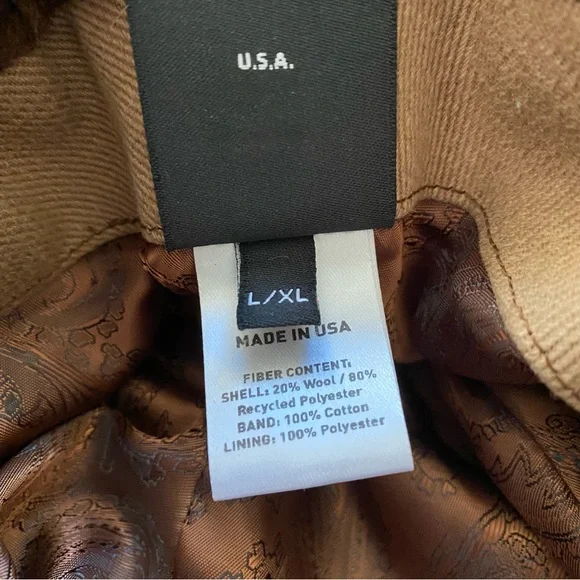 U.S.A.
L/XL
MADE IN USA
FIBER CONTENT:
SHELL: 20% Wool / 80%
Recycled Polyester
BAND: 100% Cotton
LINING: 100% Polyester